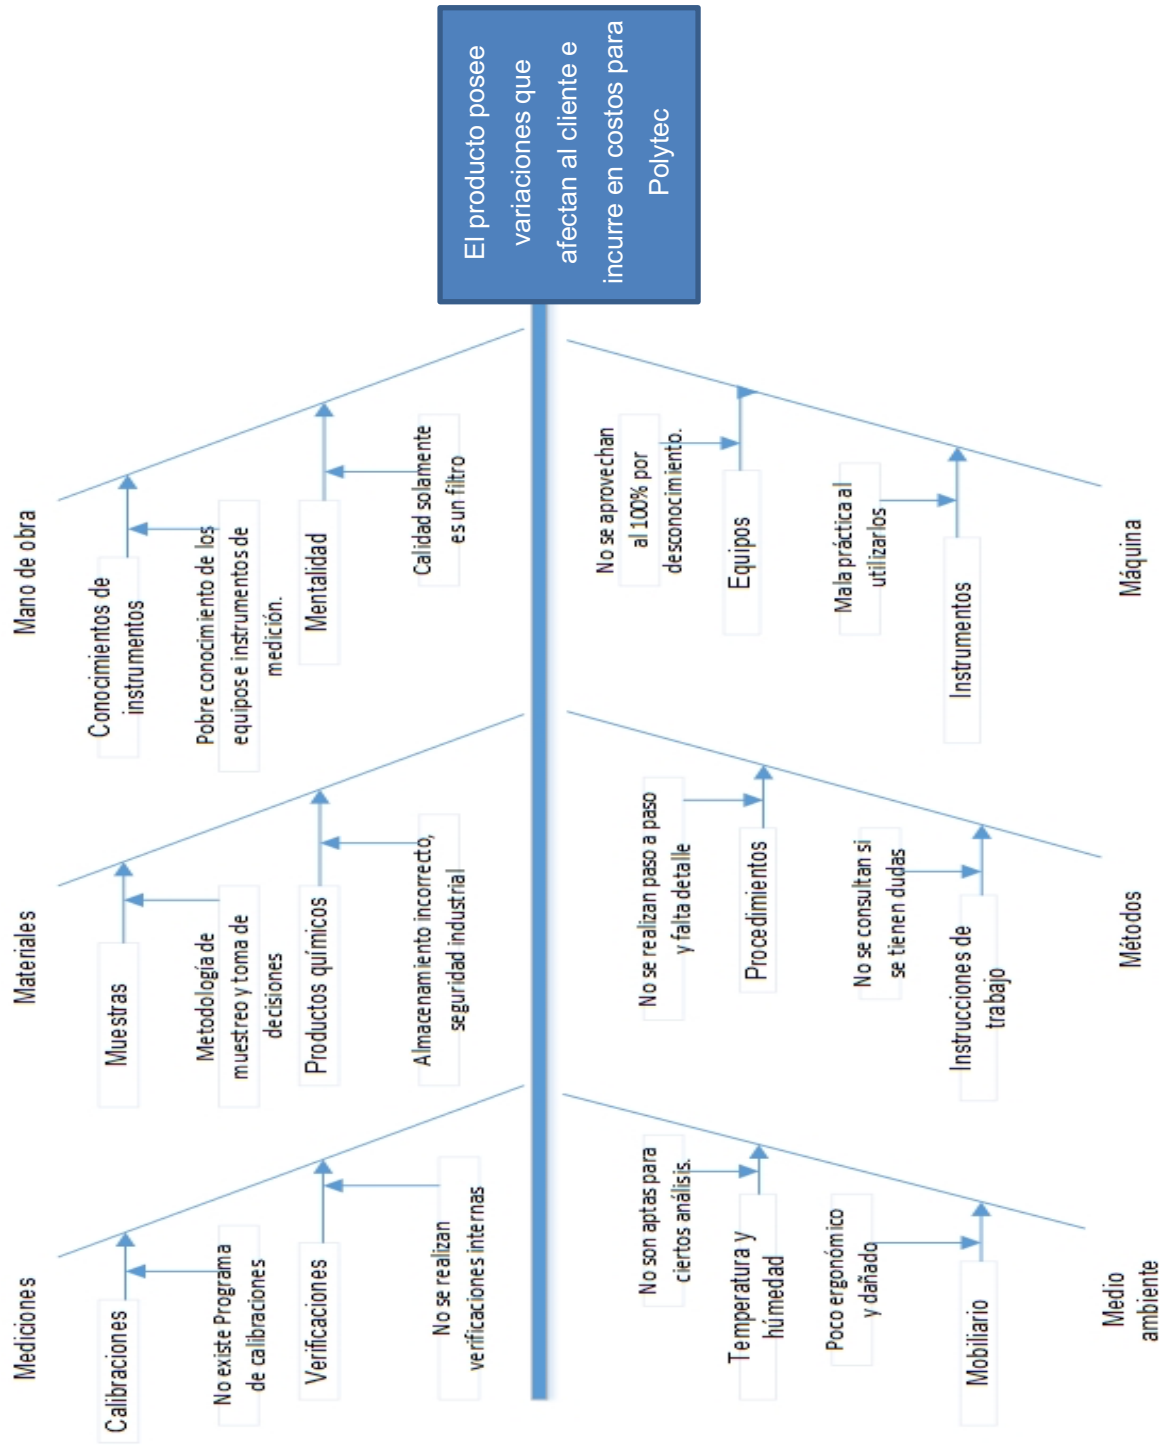 Mediciones
Calibraciones
No existe Programa
de calibraciones
Verificaciones
No se realizan
verificaciones internas
Materiales
Muestras
Metodología de
muestreo y toma de
decisiones
Productos químicos
Almacenamiento incorrecto,
seguridad industrial
Mano de obra
Conocimientos de
instrumentos
Pobre conocimiento de los
equipos e instrumentos de
medición.
Mentalidad
Calidad solamente
es un filtro
El producto posee
variaciones que
afectan al cliente e
incurre en costos para
Polytec
No son aptas para
ciertos análisis.
Temperatura y
húmedad
Poco ergonómico
y dañado
Mobiliario
Medio
ambiente
No se realizan paso a paso
y falta detalle
Procedimientos
No se consultan si
se tienen dudas
Instrucciones de
trabajo
Métodos
No se aprovechan
al 100% por
desconocimiento.
Equipos
Mala práctica al
utilizarlos
Instrumentos
Máquina